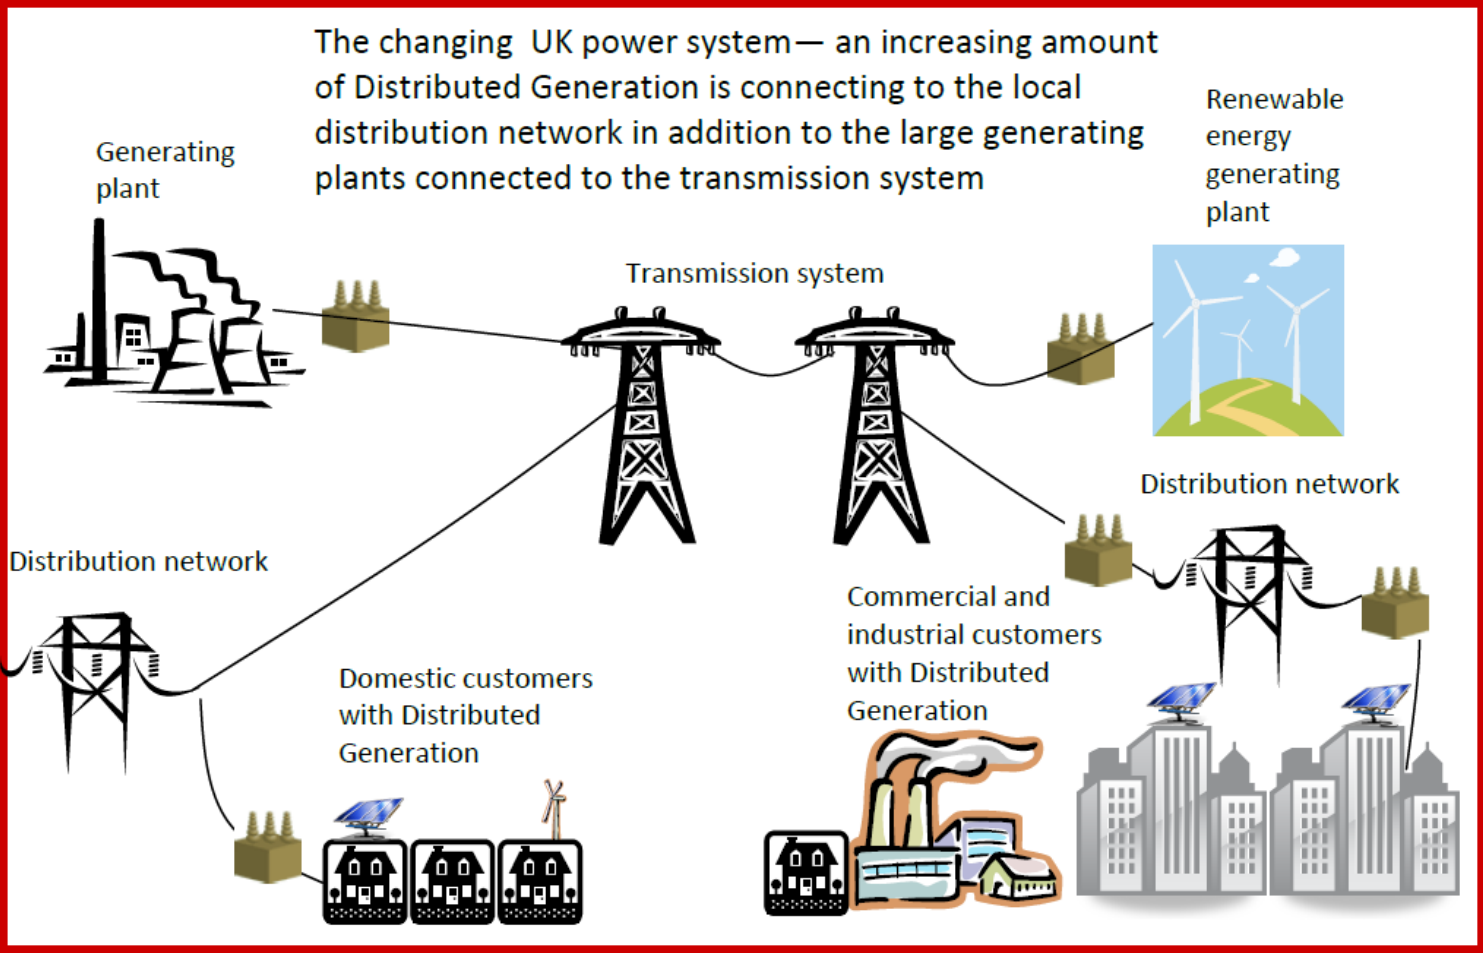 The changing UK power system— an increasing amount
of Distributed Generation is connecting to the local
distribution network in addition to the large generating
plants connected to the transmission system
Generating
plant
Renewable
energy
generating
plant
Transmission system
Distribution network
Distribution network
Commercial and
industrial customers
with Distributed
Generation
Domestic customers
with Distributed
Generation